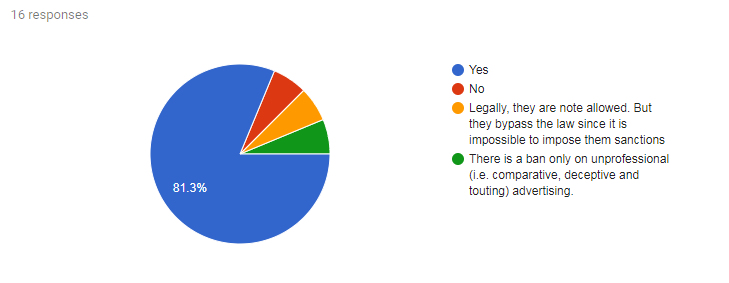 16 responses
Yes
No
Legally, they are note allowed. But
they bypass the law since it is
impossible to impose them sanctions
There is a ban only on unprofessional
(i.e. comparative, deceptive and
touting) advertising.
81.3%